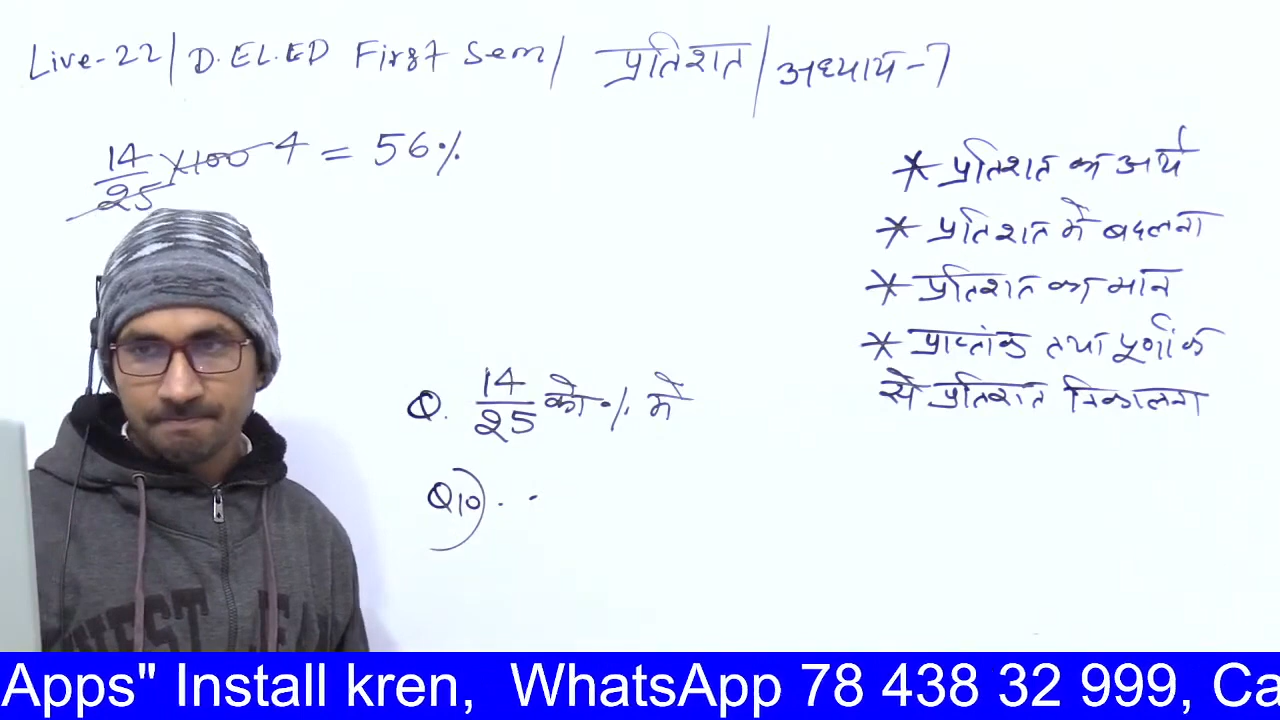 Live-22/ D.EL.ED First Sem/ प्रतिशत/ अध्याय-7
14/25 ×100 4 = 56%
* प्रतिशत का अर्थ
* प्रतिशत में बदलना
* प्रतिशत का मान
* प्राप्तांक तथा पूर्णांक
से प्रतिशत निकालना
Q. 14/25 को % में
Q10) . .
Apps" Install kren, WhatsApp 78 438 32 999, Ca